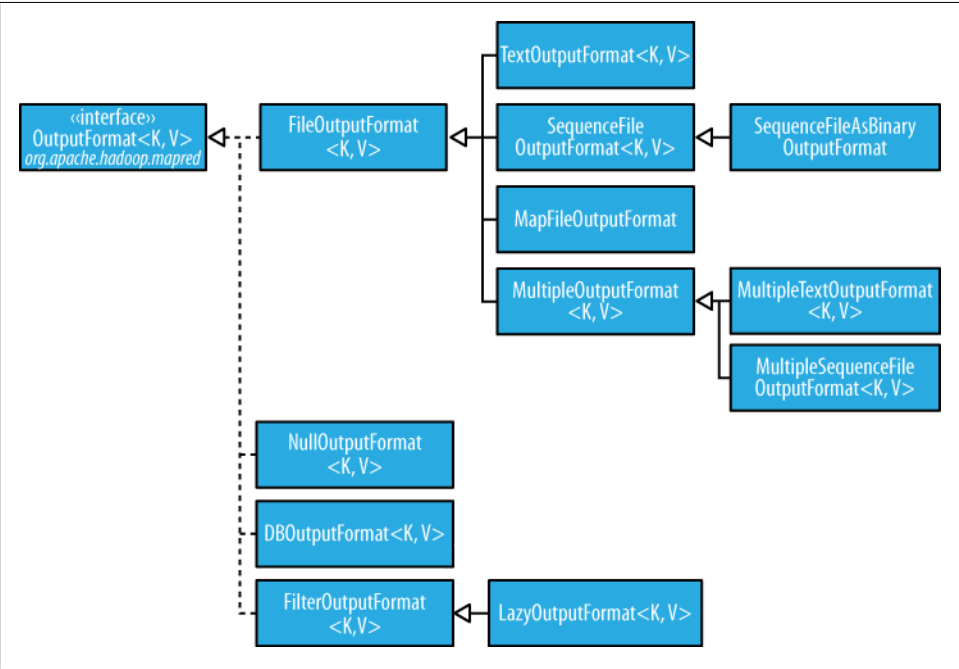 TextOutputFormat<K, V>
«interface»
OutputFormat<K, V>
org.apache.hadoop.mapred
FileOutputFormat
<K, V>
SequenceFile
OutputFormat<K, V>
SequenceFileAsBinary
OutputFormat
MapFileOutputFormat
MultipleOutputFormat
<K, V>
MultipleTextOutputFormat
<K, V>
MultipleSequenceFile
OutputFormat<K, V>
NullOutputFormat
<K, V>
DBOutputFormat<K, V>
FilterOutputFormat
<K,V>
LazyOutputFormat<K, V>